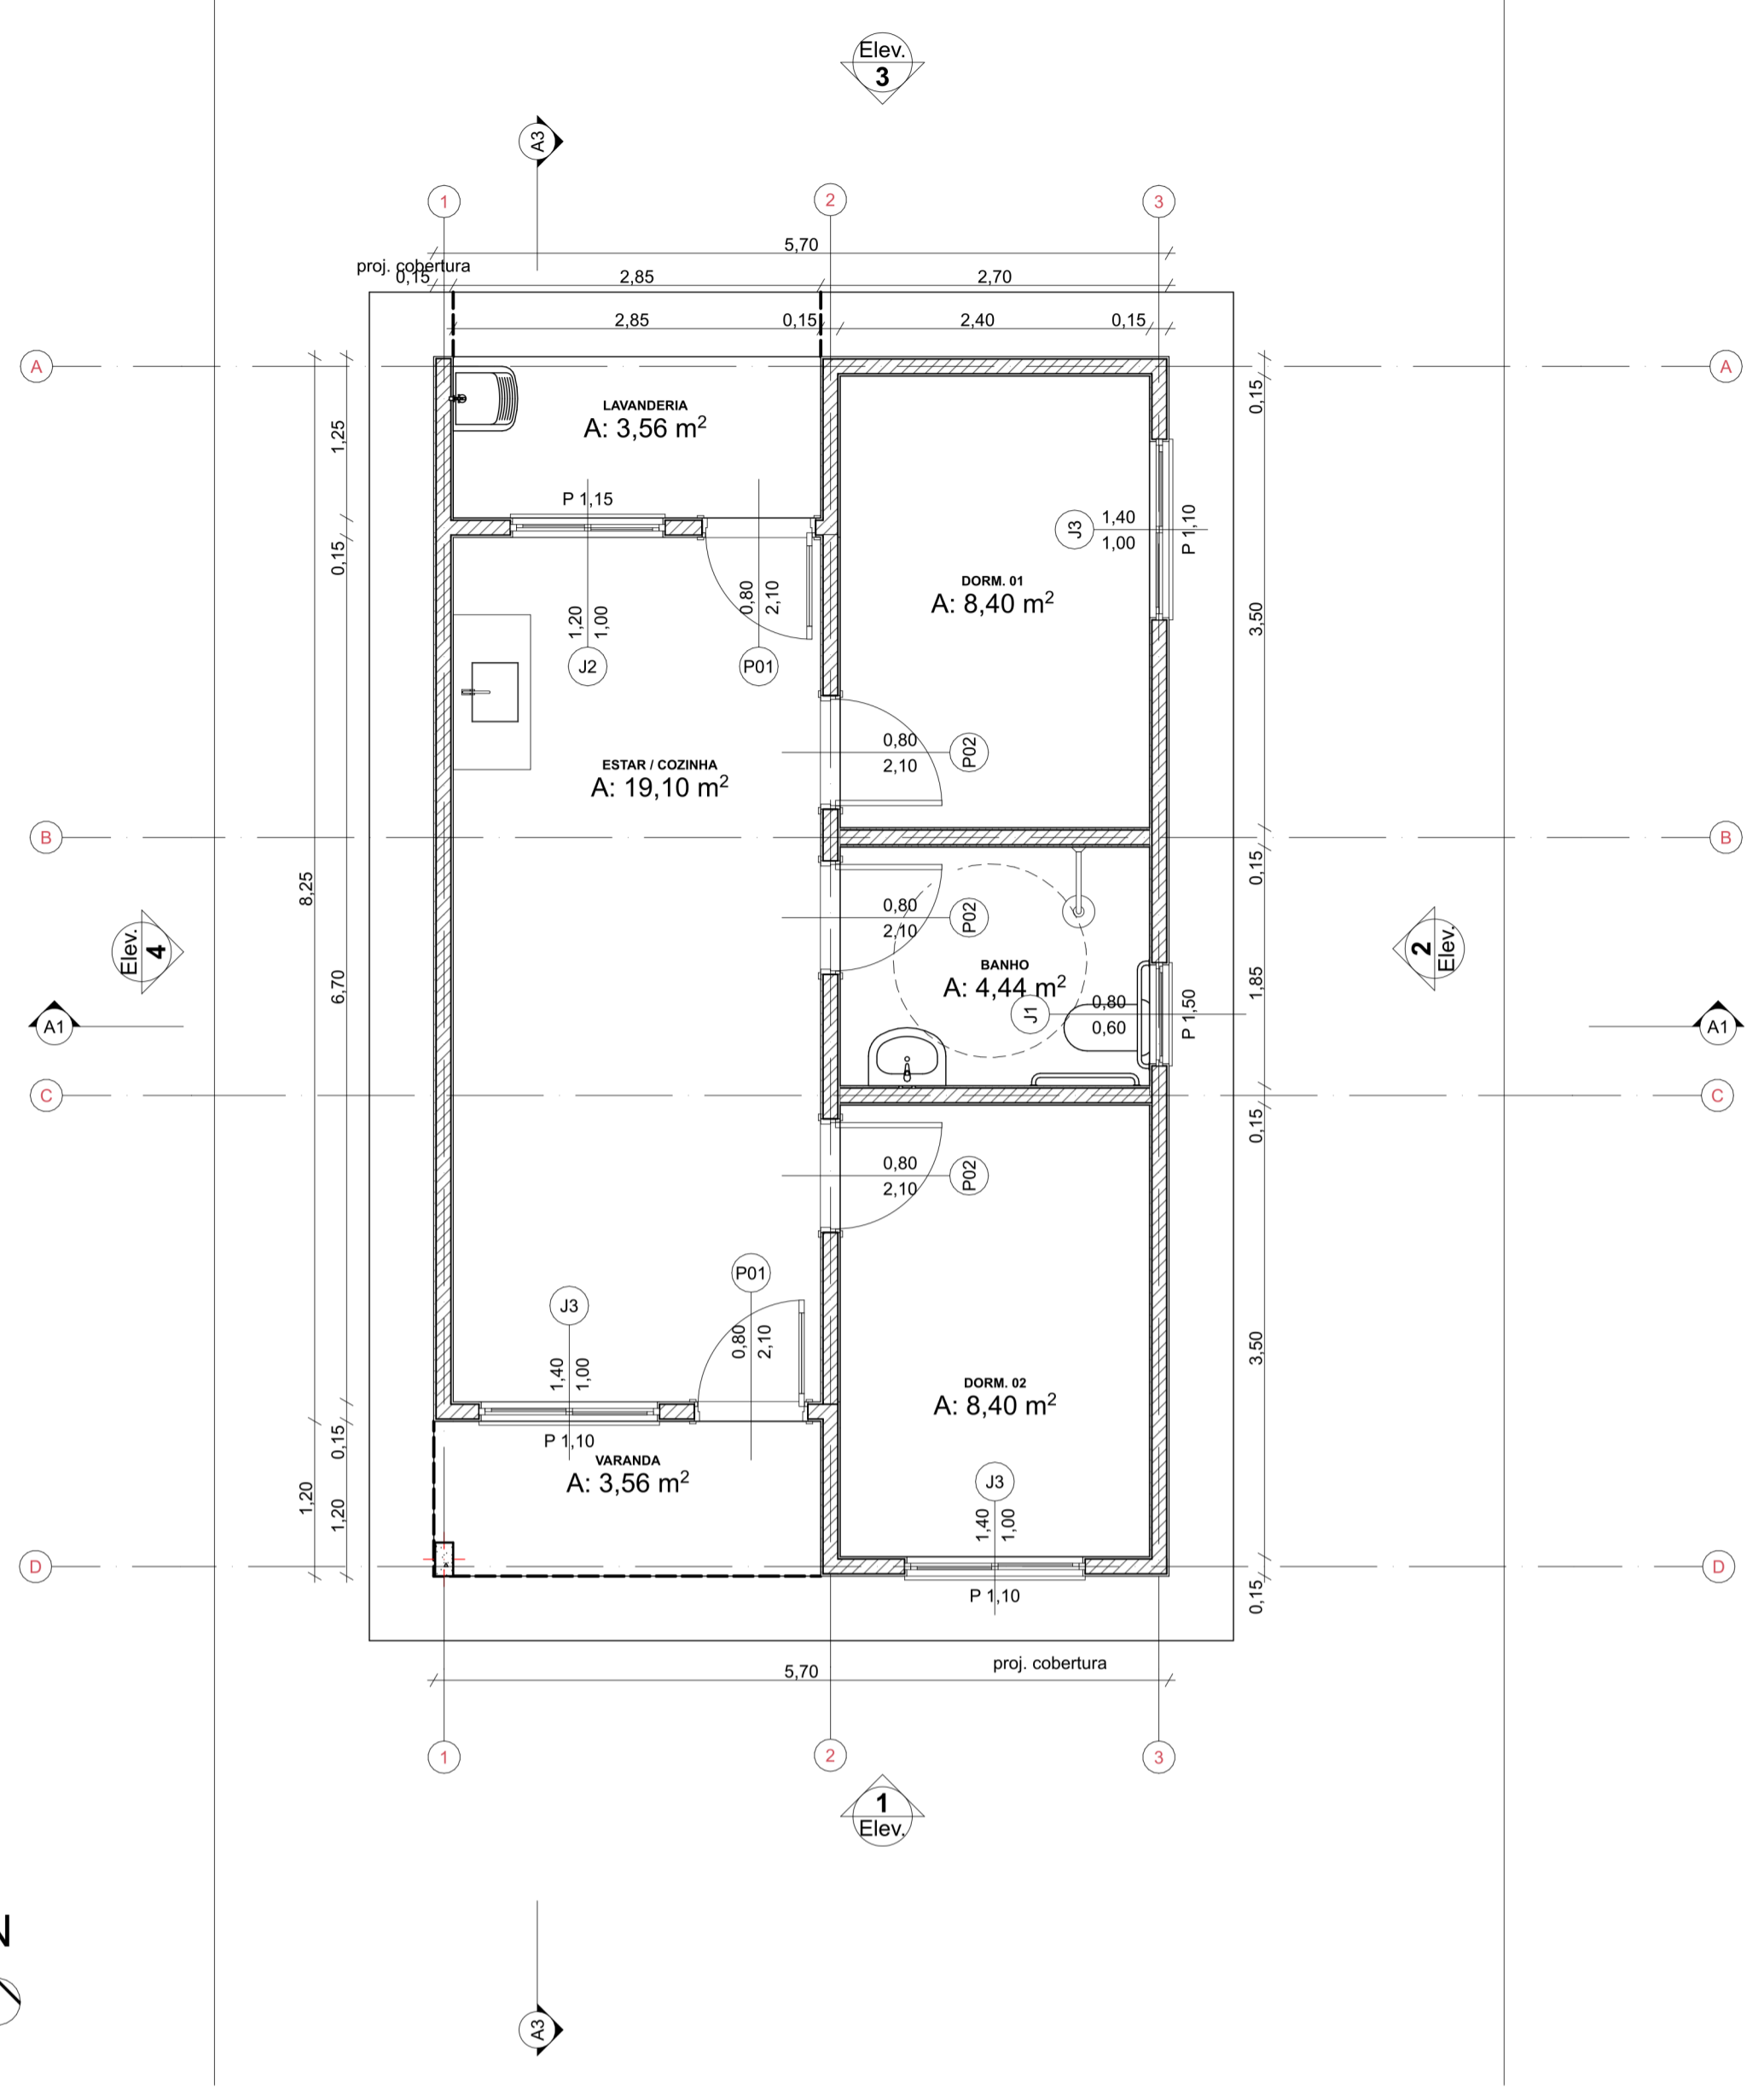 Elev.
3
A3
1
2
3
5,70
proj. cobertura
0,15
2,85
2,70
2,85
0,15
2,40
0,15
A
A
0,15
1,25
LAVANDERIA
A: 3,56 m²
P 1,15
J3
1,40
1,00
P 1,10
0,15
DORM. 01
A: 8,40 m²
1,20
1,00
0,80
2,10
3,50
J2
P01
0,80
2,10
P02
ESTAR / COZINHA
A: 19,10 m²
B
B
8,25
0,15
0,80
2,10
P02
Elev.
4
2
Elev.
BANHO
A: 4,44 m²
6,70
1,85
J1
0,80
0,60
P 1,50
A1
A1
C
C
0,15
0,80
2,10
P02
P01
J3
0,80
2,10
1,40
1,00
3,50
DORM. 02
A: 8,40 m²
0,15
P 1,10
VARANDA
A: 3,56 m²
J3
1,20
1,20
1,40
1,00
D
D
P 1,10
0,15
proj. cobertura
5,70
1
2
3
1
Elev.
N
A3